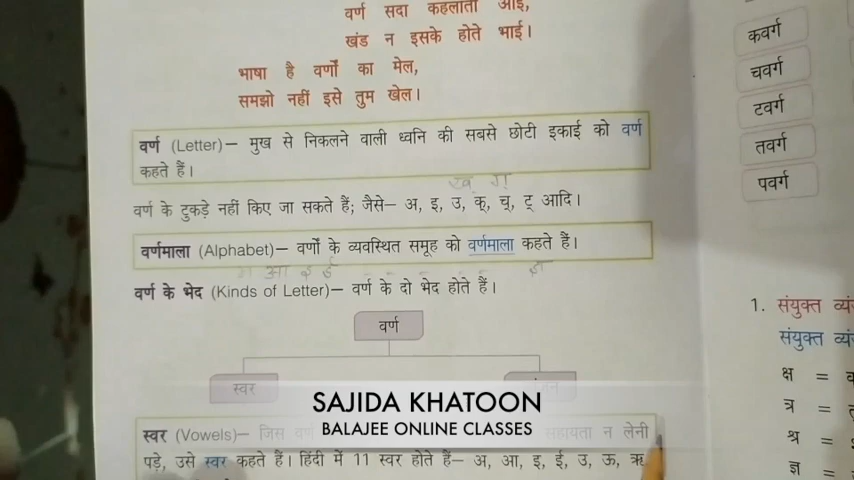 वर्ण सदा कहलाता
खंड न इसके होते भाई।
भाषा है वर्णों का मेल,
समझो नहीं इसे तुम खेल।
वर्ण (Letter)– मुख से निकलने वाली ध्वनि की सबसे छोटी इकाई को वर्ण
कहते हैं।
ख ग
वर्ण के टुकड़े नहीं किए जा सकते हैं; जैसे– अ, इ, उ, क्, च्, ट् आदि।
वर्णमाला (Alphabet)– वर्णों के व्यवस्थित समूह को वर्णमाला कहते हैं।
आ इ ई
वर्ण के भेद (Kinds of Letter)– वर्ण के दो भेद होते हैं।
वर्ण
स्वर
SAJIDA KHATOON
BALAJEE ONLINE CLASSES
स्वर (Vowels)– जिस सहायता न लेनी
पड़े, उसे स्वर कहते हैं। हिंदी में 11 स्वर होते हैं– अ, आ, इ, ई, उ, ऊ, ऋ
कवर्ग
चवर्ग
टवर्ग
तवर्ग
पवर्ग
1. संयुक्त
संयुक्त
क्ष =
त्र =
श्र =
ज्ञ =